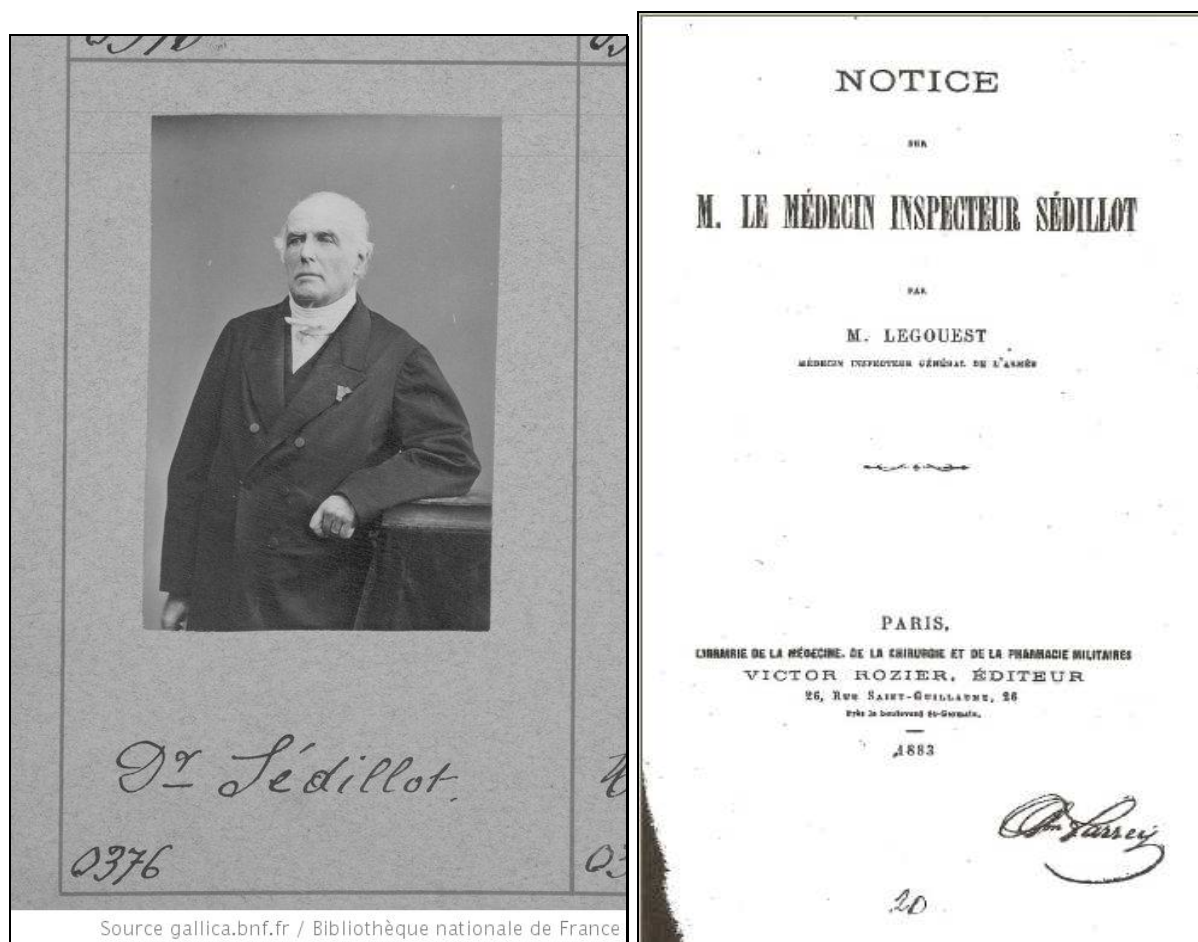 Dr Sédillot.
0376
Source gallica.bnf.fr / Bibliothèque nationale de France
NOTICE
SUR
M. LE MÉDECIN INSPECTEUR SÉDILLOT
PAR
M. LEGOUEST
MÉDECIN INSPECTEUR GÉNÉRAL DE L'ARMÉE
PARIS,
LIBRAIRIE DE LA MÉDECINE, DE LA CHIRURGIE ET DE LA PHARMACIE MILITAIRES
VICTOR ROZIER, ÉDITEUR
26, RUE SAINT-GUILLAUME, 26
Près le boulevard St-Germain.
1883
Larrey
20